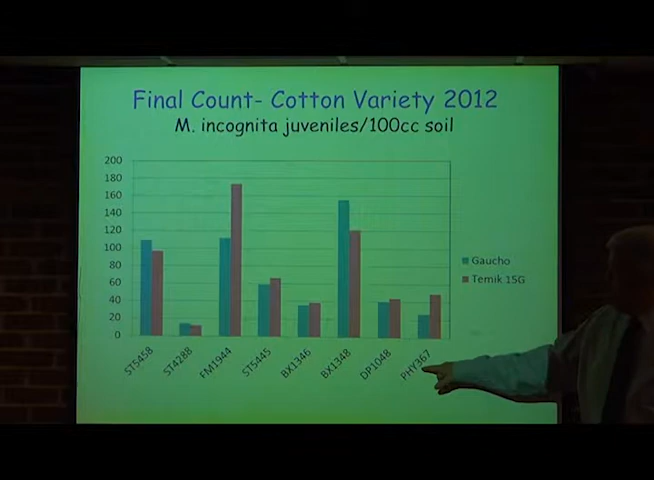 Final Count- Cotton Variety 2012
M. incognita juveniles/100cc soil
200
180
160
140
120
100
80
60
40
20
0
Gaucho
Temik 15G
ST5458
ST4288
FM1944
ST5445
BX1346
BX1348
DP1048
PHY367